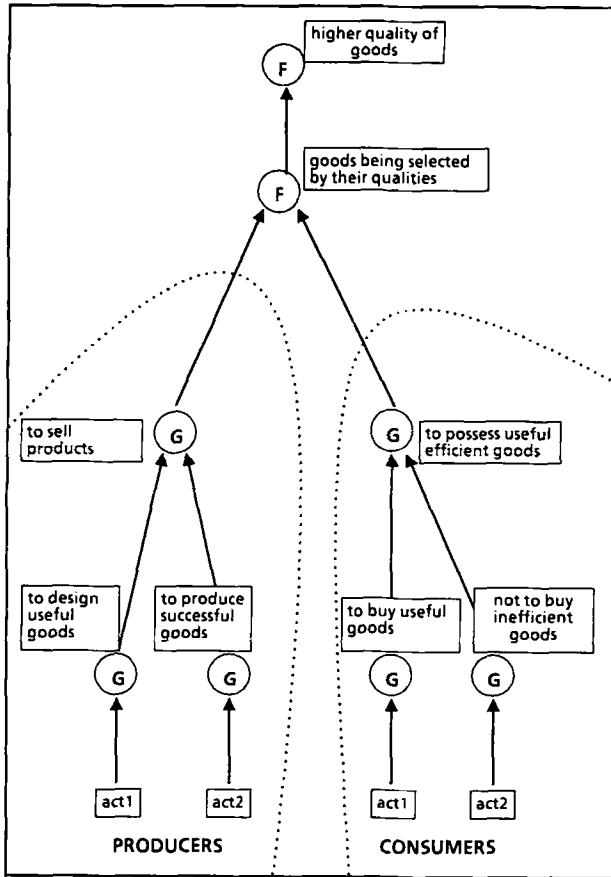 higher quality of
goods
F
goods being selected
by their qualities
F
to sell
products
G
G
to possess useful
efficient goods
to design
useful
goods
to produce
successful
goods
to buy useful
goods
not to buy
inefficient
goods
G
G
G
G
act1
act2
act1
act2
PRODUCERS
CONSUMERS